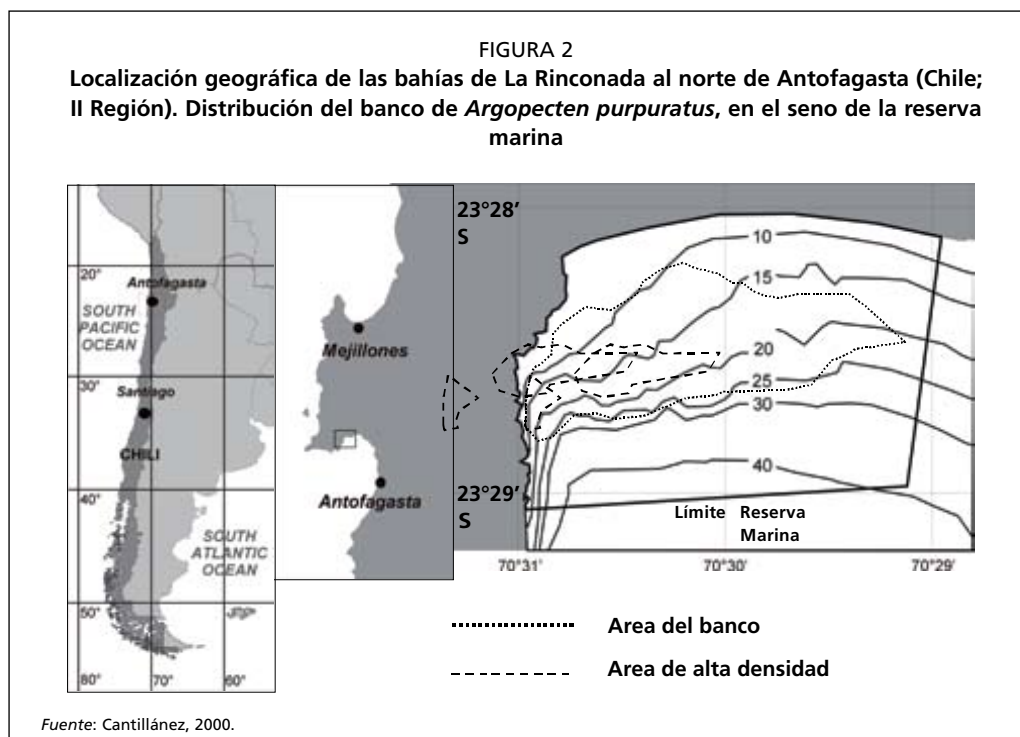 FIGURA 2
Localización geográfica de las bahías de La Rinconada al norte de Antofagasta (Chile;
II Región). Distribución del banco de Argopecten purpuratus, en el seno de la reserva
marina
20°
Antofagasta
SOUTH
PACIFIC
OCEAN
30°
Santiago
CHILI
40°
SOUTH
ATLANTIC
OCEAN
50°
80°
70°
60°
Mejillones
Antofagasta
23°28'
S
23°29'
S
10
15
20
25
30
40
Límite Reserva
Marina
70°31'
70°30'
70°29'
Area del banco
Area de alta densidad
Fuente: Cantillánez, 2000.